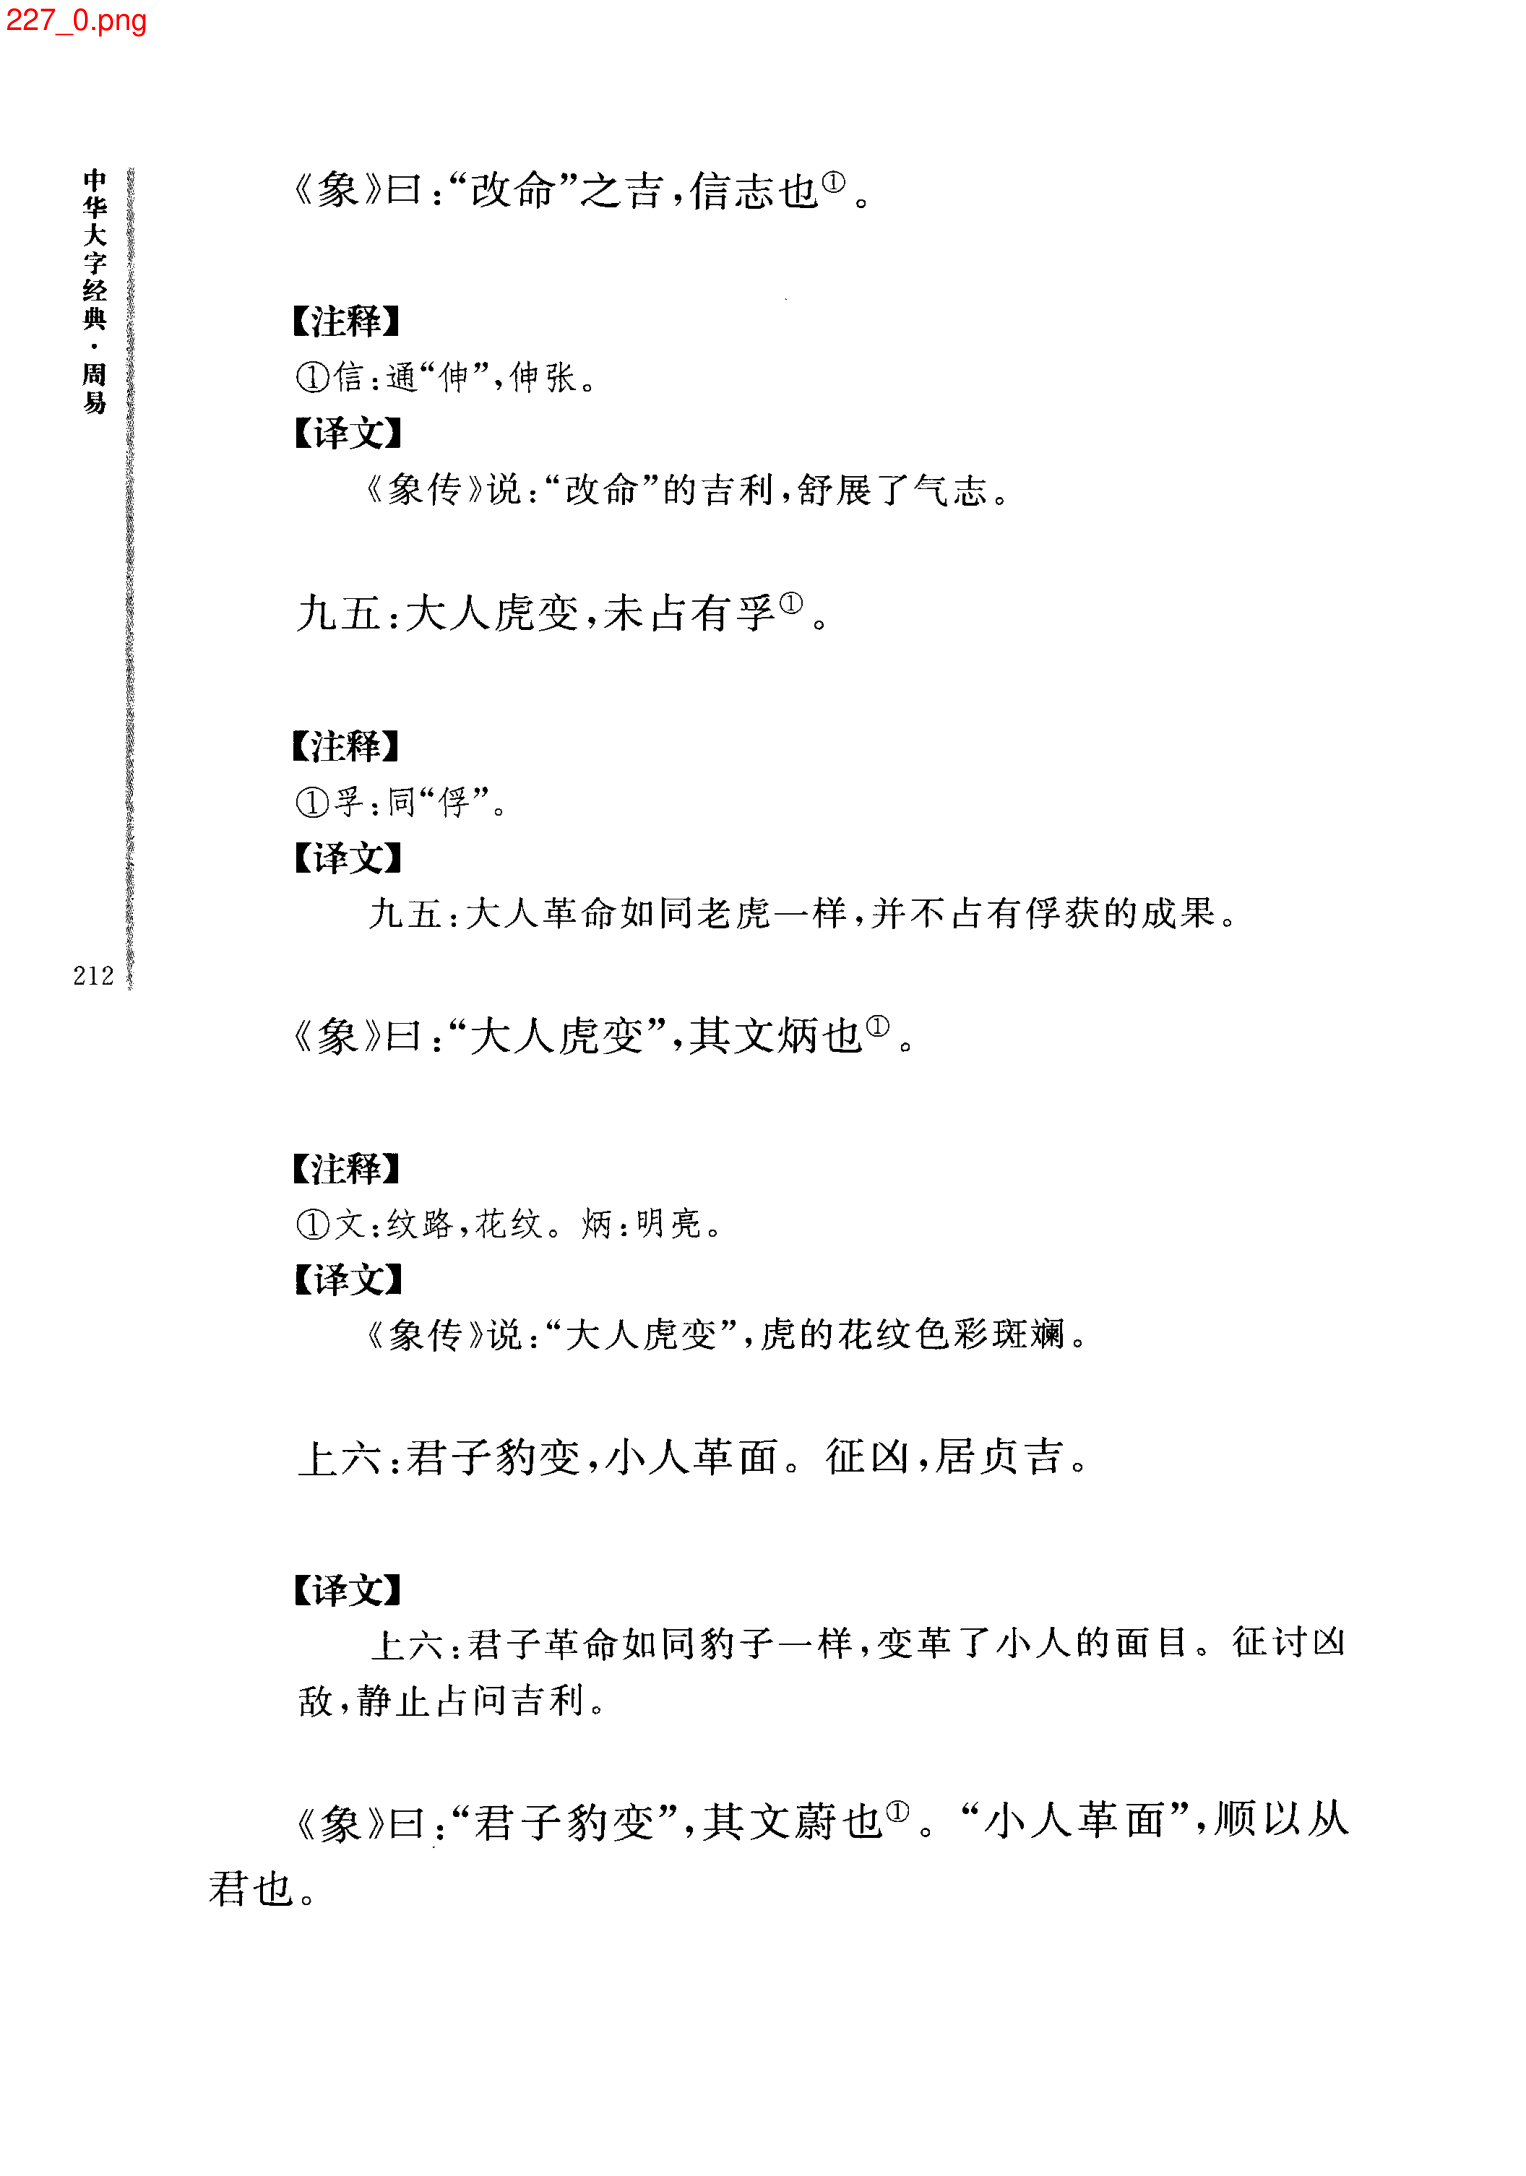 227_0.png
中华大字经典·周易
212
《象》曰：“改命”之吉，信志也①。
【注释】
①信：通“伸”，伸张。
【译文】
《象传》说：“改命”的吉利，舒展了气志。
九五：大人虎变，未占有孚①。
【注释】
①孚：同“俘”。
【译文】
九五：大人革命如同老虎一样，并不占有俘获的成果。
《象》曰：“大人虎变”，其文炳也①。
【注释】
①文：纹路，花纹。炳：明亮。
【译文】
《象传》说：“大人虎变”，虎的花纹色彩斑斓。
上六：君子豹变，小人革面。征凶，居贞吉。
【译文】
上六：君子革命如同豹子一样，变革了小人的面目。征讨凶
敌，静止占问吉利。
《象》曰：“君子豹变”，其文蔚也①。“小人革面”，顺以从
君也。